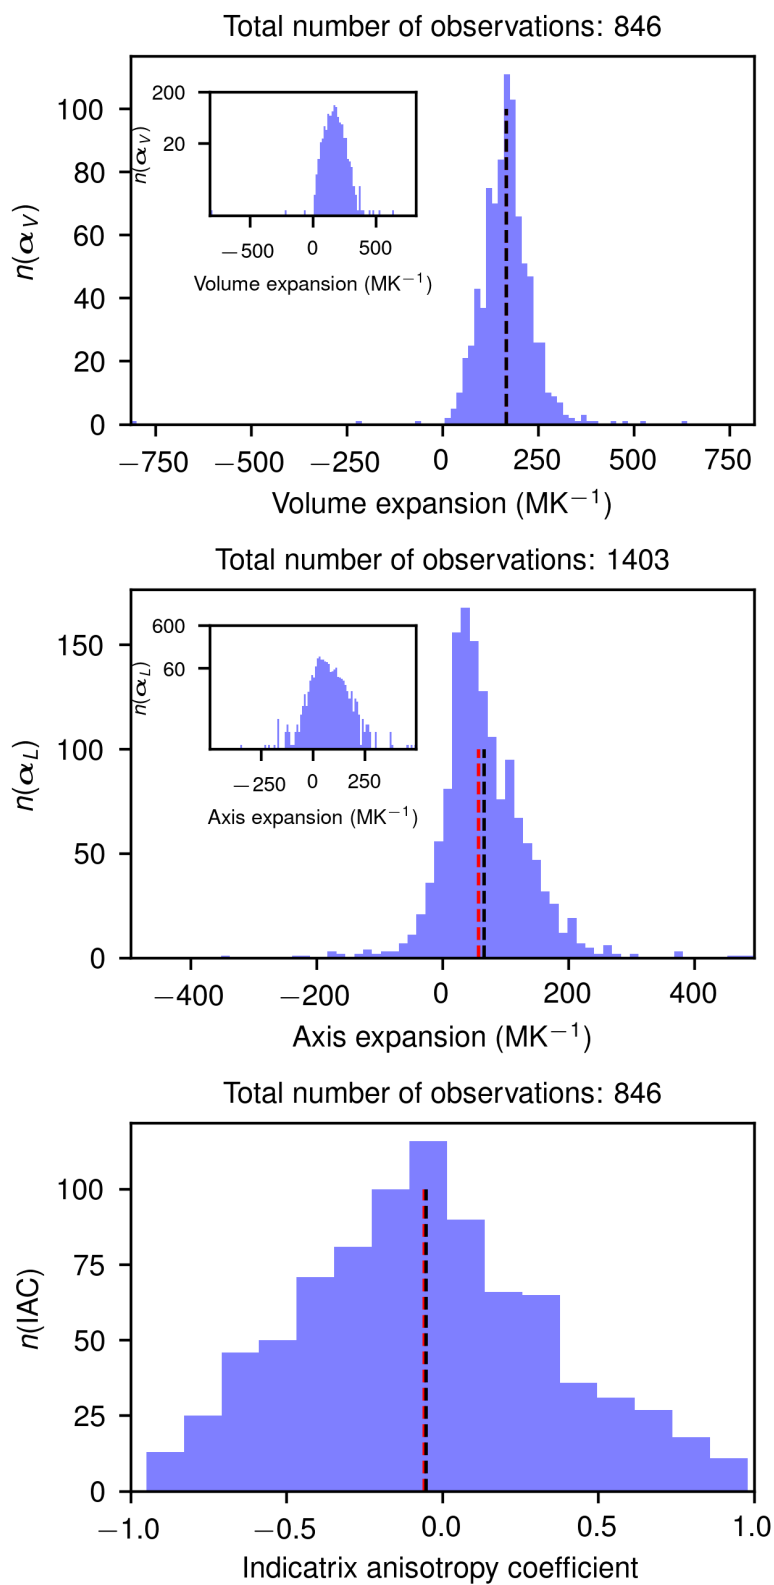 Total number of observations: 846
n(α_V)
100
80
60
40
20
0
200
20
n(α_V)
−500 0 500
Volume expansion (MK⁻¹)
−750 −500 −250 0 250 500 750
Volume expansion (MK⁻¹)
Total number of observations: 1403
n(α_L)
150
100
50
0
600
60
n(α_L)
−250 0 250
Axis expansion (MK⁻¹)
−400 −200 0 200 400
Axis expansion (MK⁻¹)
Total number of observations: 846
n(IAC)
100
75
50
25
0
−1.0 −0.5 0.0 0.5 1.0
Indicatrix anisotropy coefficient